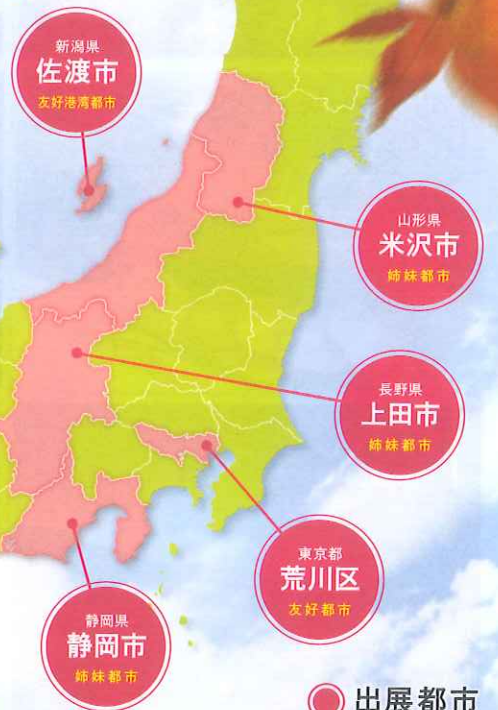 新潟県
佐渡市
友好港湾都市
山形県
米沢市
姉妹都市
長野県
上田市
姉妹都市
東京都
荒川区
友好都市
静岡県
静岡市
姉妹都市
出展都市